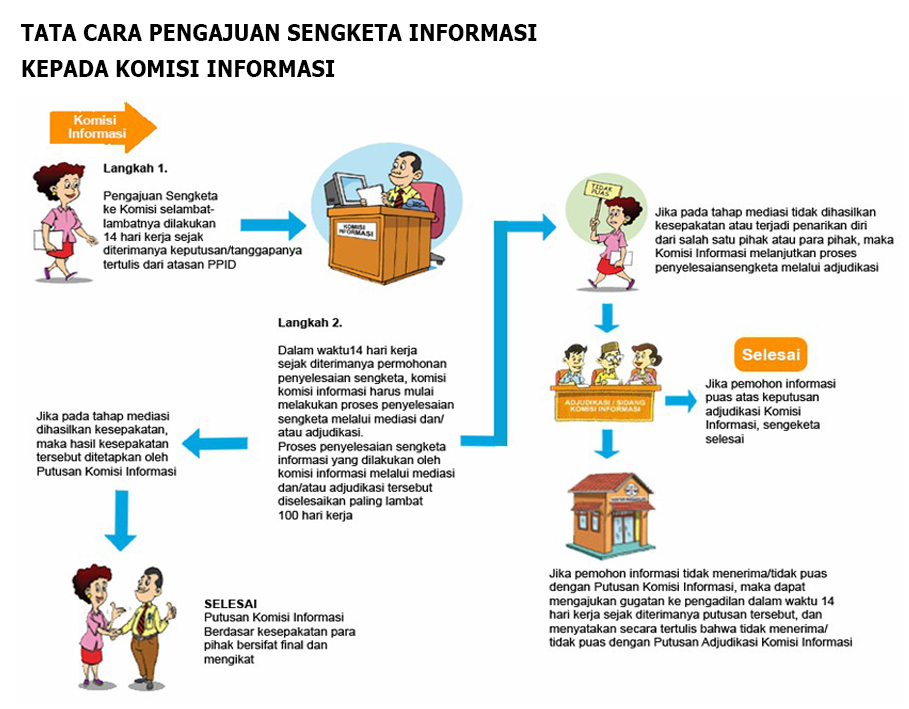 TATA CARA PENGAJUAN SENGKETA INFORMASI
KEPADA KOMISI INFORMASI
Komisi
Informasi
Langkah 1.
Pengajuan Sengketa
ke Komisi selambat-
lambatnya dilakukan
14 hari kerja sejak
diterimanya keputusan/tanggapanya
tertulis dari atasan PPID
KOMISI
INFORMASI
TIDAK
PUAS
Jika pada tahap mediasi tidak dihasilkan
kesepakatan atau terjadi penarikan diri
dari salah satu pihak atau para pihak, maka
Komisi Informasi melanjutkan proses
penyelesaiansengketa melalui adjudikasi
Langkah 2.
Dalam waktu14 hari kerja
sejak diterimanya permohonan
penyelesaian sengketa, komisi
komisi informasi harus mulai
melakukan proses penyelesaian
sengketa melalui mediasi dan/
atau adjudikasi.
Proses penyelesaian sengketa
informasi yang dilakukan oleh
komisi informasi melalui mediasi
dan/atau adjudikasi tersebut
diselesaikan paling lambat
100 hari kerja
ADJUDIKASI / SIDANG
KOMISI INFORMASI
Selesai
Jika pemohon informasi
puas atas keputusan
adjudikasi Komisi
Informasi, sengeketa
selesai
Jika pada tahap mediasi
dihasilkan kesepakatan,
maka hasil kesepakatan
tersebut ditetapkan oleh
Putusan Komisi Informasi
SELESAI
Putusan Komisi Informasi
Berdasar kesepakatan para
pihak bersifat final dan
mengikat
Jika pemohon informasi tidak menerima/tidak puas
dengan Putusan Komisi Informasi, maka dapat
mengajukan gugatan ke pengadilan dalam waktu 14
hari kerja sejak diterimanya putusan tersebut, dan
menyatakan secara tertulis bahwa tidak menerima/
tidak puas dengan Putusan Adjudikasi Komisi Informasi